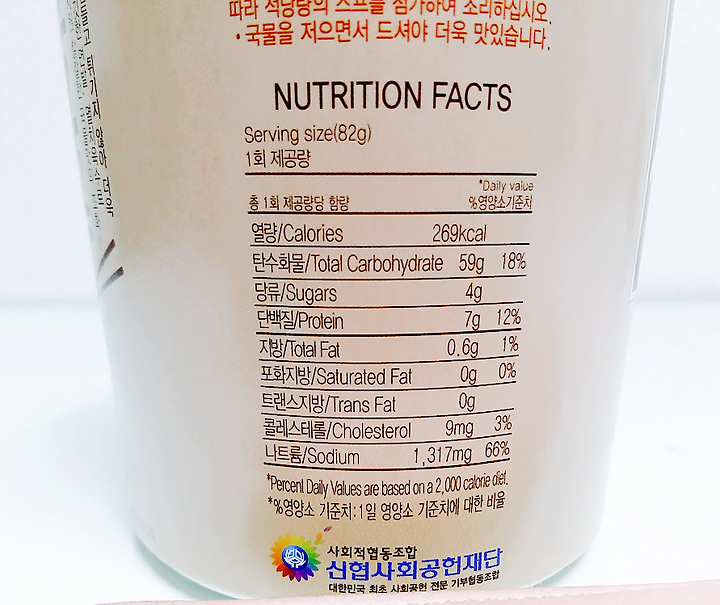 따라 적당량의 스프를 첨가하여 조리하십시오.
• 국물을 저으면서 드셔야 더욱 맛있습니다.
튀기지 않아 더욱
NUTRITION FACTS
Serving size(82g)
1회 제공량
*Daily value
총 1회 제공량당 함량 %영양소기준치
열량/Calories 269kcal
탄수화물/Total Carbohydrate 59g 18%
당류/Sugars 4g
단백질/Protein 7g 12%
지방/Total Fat 0.6g 1%
포화지방/Saturated Fat 0g 0%
트랜스지방/Trans Fat 0g
콜레스테롤/Cholesterol 9mg 3%
나트륨/Sodium 1,317mg 66%
*Percent Daily Values are based on a 2,000 calorie diet.
*%영양소 기준치:1일 영양소 기준치에 대한 비율
사회적협동조합
신협사회공헌재단
대한민국 최초 사회공헌 전문 기부협동조합